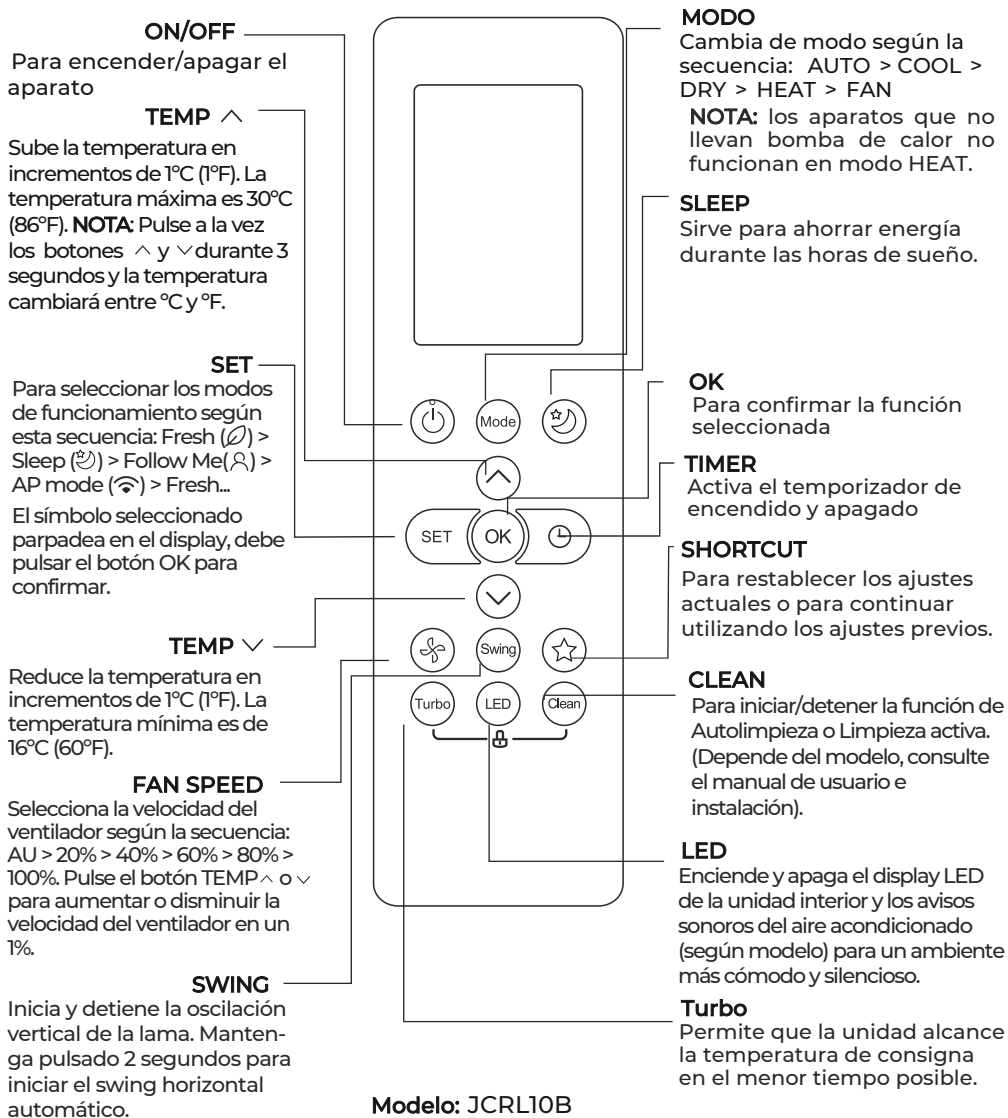 ON/OFF
Para encender/apagar el
aparato
TEMP ^
Sube la temperatura en
incrementos de 1ºC (1ºF). La
temperatura máxima es 30ºC
(86ºF). NOTA: Pulse a la vez
los botones ^ y ˅ durante 3
segundos y la temperatura
cambiará entre ºC y ºF.
SET
Para seleccionar los modos
de funcionamiento según
esta secuencia: Fresh ( ) >
Sleep ( ) > Follow Me( ) >
AP mode ( ) > Fresh...
El símbolo seleccionado
parpadea en el display, debe
pulsar el botón OK para
confirmar.
TEMP ˅
Reduce la temperatura en
incrementos de 1ºC (1ºF). La
temperatura mínima es de
16ºC (60ºF).
FAN SPEED
Selecciona la velocidad del
ventilador según la secuencia:
AU > 20% > 40% > 60% > 80% >
100%. Pulse el botón TEMP ^ o ˅
para aumentar o disminuir la
velocidad del ventilador en un
1%.
SWING
Inicia y detiene la oscilación
vertical de la lama. Manten-
ga pulsado 2 segundos para
iniciar el swing horizontal
automático.
Mode
SET
OK
Swing
Turbo
LED
Clean
Modelo: JCRL10B
MODO
Cambia de modo según la
secuencia: AUTO > COOL >
DRY > HEAT > FAN
NOTA: los aparatos que no
llevan bomba de calor no
funcionan en modo HEAT.
SLEEP
Sirve para ahorrar energía
durante las horas de sueño.
OK
Para confirmar la función
seleccionada
TIMER
Activa el temporizador de
encendido y apagado
SHORTCUT
Para restablecer los ajustes
actuales o para continuar
utilizando los ajustes previos.
CLEAN
Para iniciar/detener la función de
Autolimpieza o Limpieza activa.
(Depende del modelo, consulte
el manual de usuario e
instalación).
LED
Enciende y apaga el display LED
de la unidad interior y los avisos
sonoros del aire acondicionado
(según modelo) para un ambiente
más cómodo y silencioso.
Turbo
Permite que la unidad alcance
la temperatura de consigna
en el menor tiempo posible.